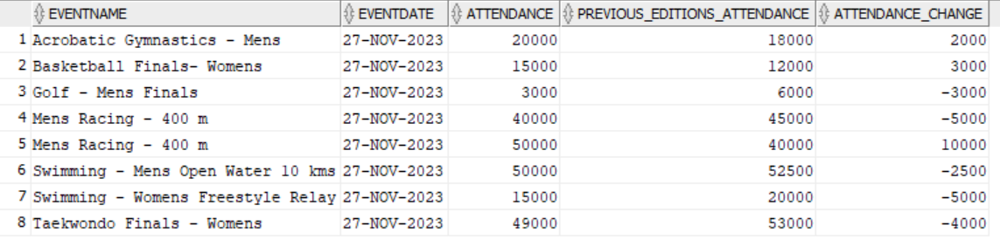 EVENTNAME EVENTDATE ATTENDANCE PREVIOUS_EDITIONS_ATTENDANCE ATTENDANCE_CHANGE
1 Acrobatic Gymnastics - Mens 27-NOV-2023 20000 18000 2000
2 Basketball Finals- Womens 27-NOV-2023 15000 12000 3000
3 Golf - Mens Finals 27-NOV-2023 3000 6000 -3000
4 Mens Racing - 400 m 27-NOV-2023 40000 45000 -5000
5 Mens Racing - 400 m 27-NOV-2023 50000 40000 10000
6 Swimming - Mens Open Water 10 kms 27-NOV-2023 50000 52500 -2500
7 Swimming - Womens Freestyle Relay 27-NOV-2023 15000 20000 -5000
8 Taekwondo Finals - Womens 27-NOV-2023 49000 53000 -4000